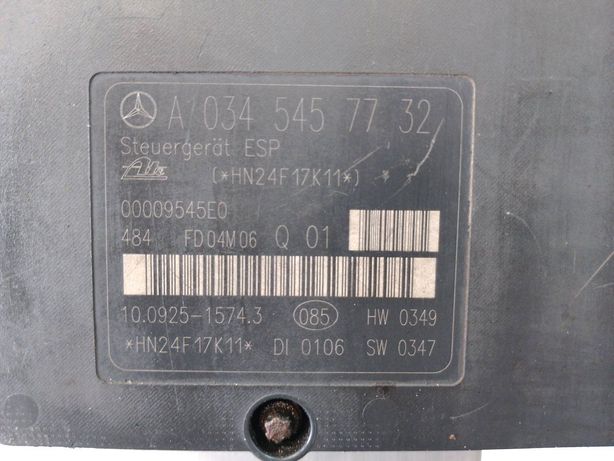 A 034 545 77 32
Steuergerät ESP
Ate (*HN24F17K11*)
00009545E0
484 FD04M06 Q 01
10.0925-1574.3 085 HW 0349
*HN24F17K11* DI 0106 SW 0347